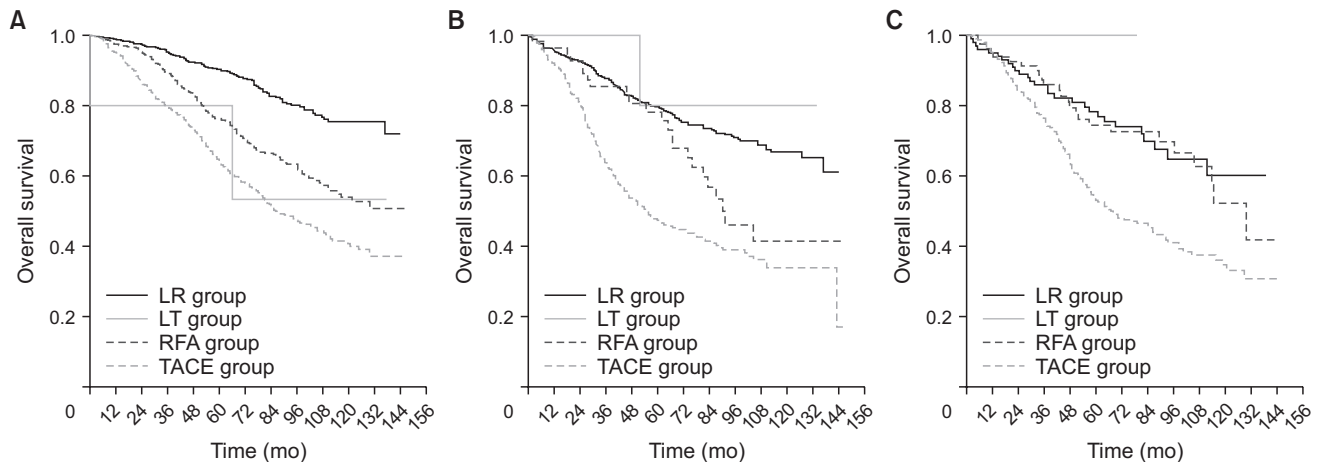 A
1.0
0.8
0.6
0.4
0.2
0
Overall survival
LR group
LT group
RFA group
TACE group
12 24 36 48 60 72 84 96 108 120 132 144 156
Time (mo)
B
1.0
0.8
0.6
0.4
0.2
0
Overall survival
LR group
LT group
RFA group
TACE group
12 24 36 48 60 72 84 96 108 120 132 144 156
Time (mo)
C
1.0
0.8
0.6
0.4
0.2
0
Overall survival
LR group
LT group
RFA group
TACE group
12 24 36 48 60 72 84 96 108 120 132 144 156
Time (mo)